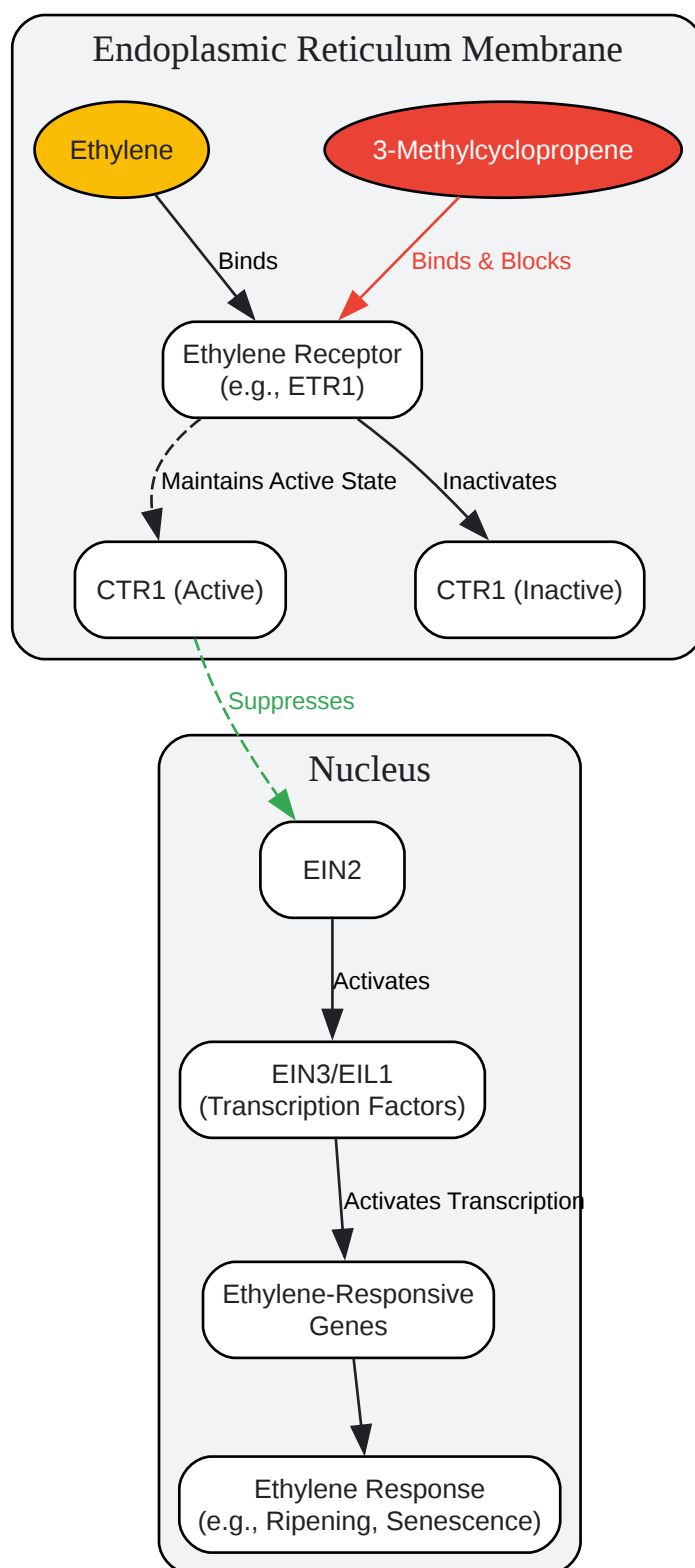 Endoplasmic Reticulum Membrane
Ethylene
3-Methylcyclopropene
Binds
Binds & Blocks
Ethylene Receptor
(e.g., ETR1)
Maintains Active State
Inactivates
CTR1 (Active)
CTR1 (Inactive)
Suppresses
Nucleus
EIN2
Activates
EIN3/EIL1
(Transcription Factors)
Activates Transcription
Ethylene-Responsive
Genes
Ethylene Response
(e.g., Ripening, Senescence)